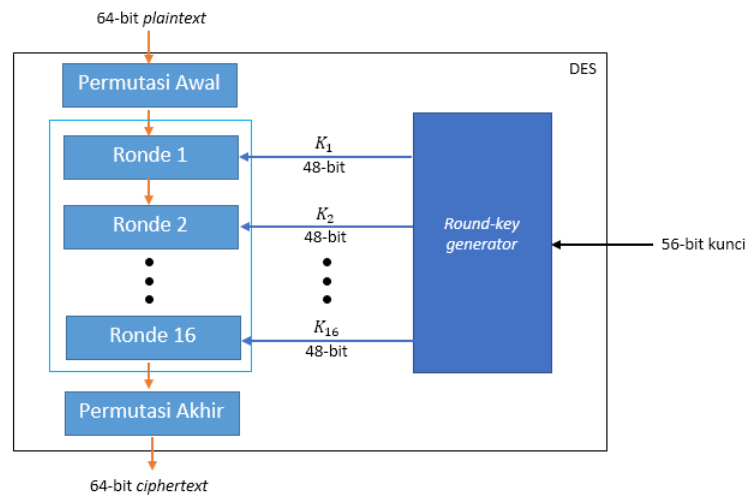 64-bit plaintext
DES
Permutasi Awal
Ronde 1
K₁
48-bit
Ronde 2
K₂
48-bit
Round-key
generator
56-bit kunci
Ronde 16
K₁₆
48-bit
Permutasi Akhir
64-bit ciphertext